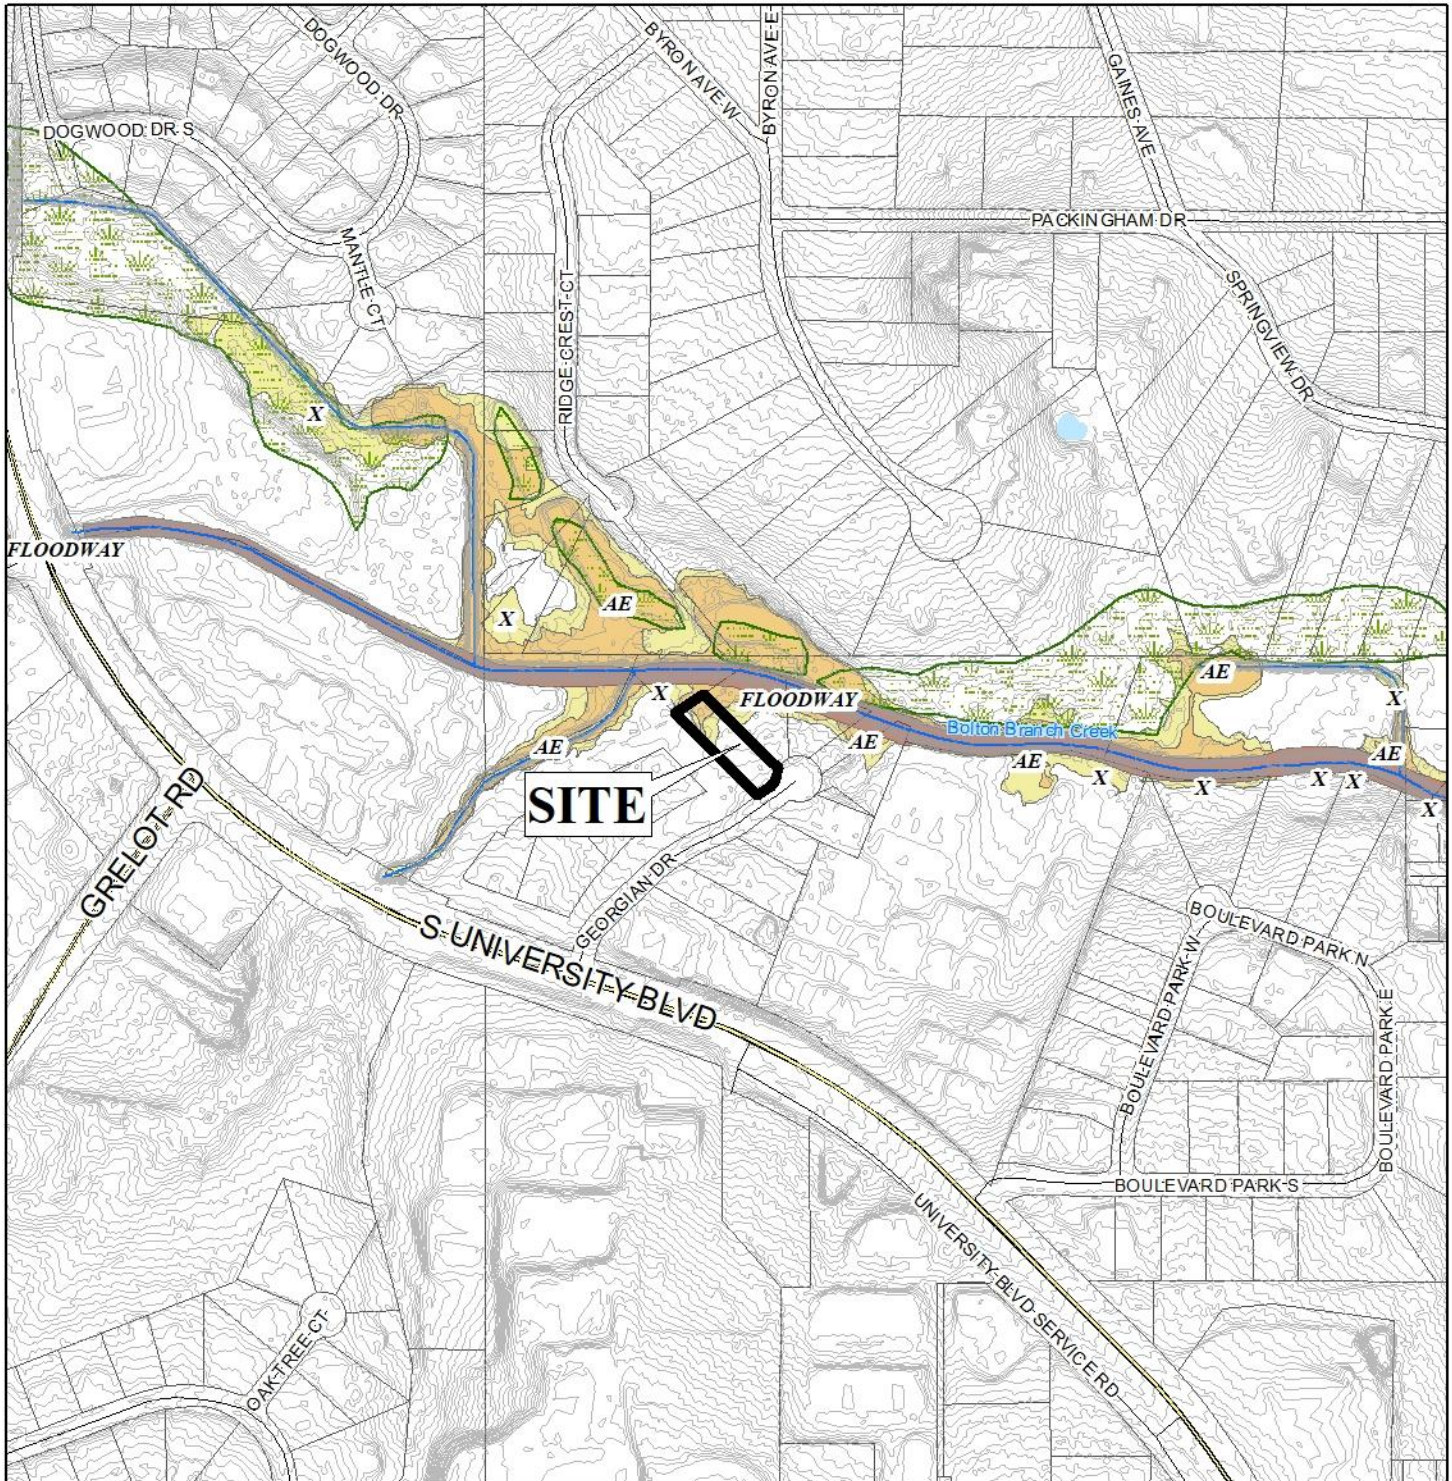 DOGWOOD DR
BYRON AVE W
BYRON AVE E
GAINES AVE
DOGWOOD DR S
PACKINGHAM DR
MANTLE CT
RIDGE CREST CT
SPRINGVIEW DR
X
FLOODWAY
AE
X
AE
X
X
FLOODWAY
Bolton Branch Creek
AE
AE
AE
AE
X
X
X
X
X
SITE
GRELOT RD
GEORGIAN DR
S UNIVERSITY BLVD
BOULEVARD PARK N
BOULEVARD PARK W
BOULEVARD PARK E
BOULEVARD PARK S
UNIVERSITY BLVD SERVICE RD
OAK TREE CT